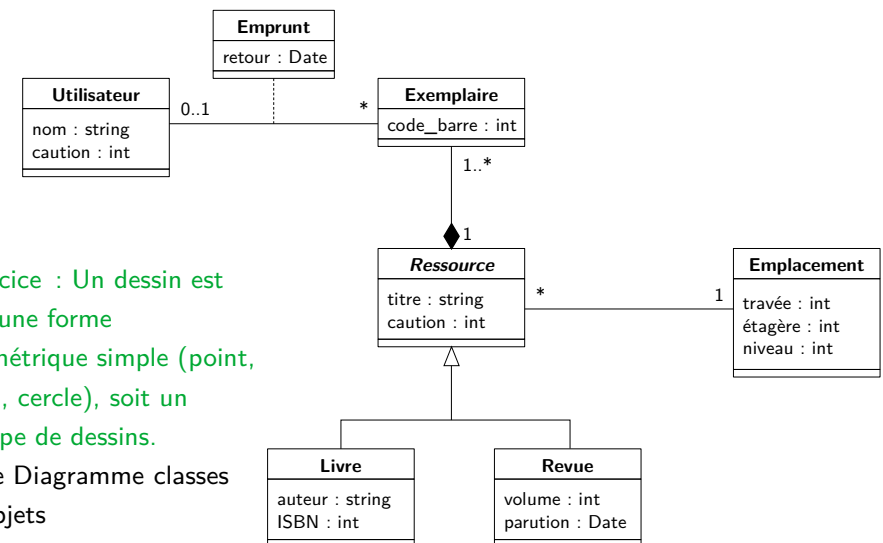 Emprunt
retour : Date
Utilisateur
nom : string
caution : int
0..1
*
Exemplaire
code_barre : int
1..*
1
Ressource
titre : string
caution : int
*
1
Emplacement
travée : int
étagère : int
niveau : int
cice : Un dessin est
une forme
métrique simple (point,
, cercle), soit un
pe de dessins.
e Diagramme classes
bjets
Livre
auteur : string
ISBN : int
Revue
volume : int
parution : Date